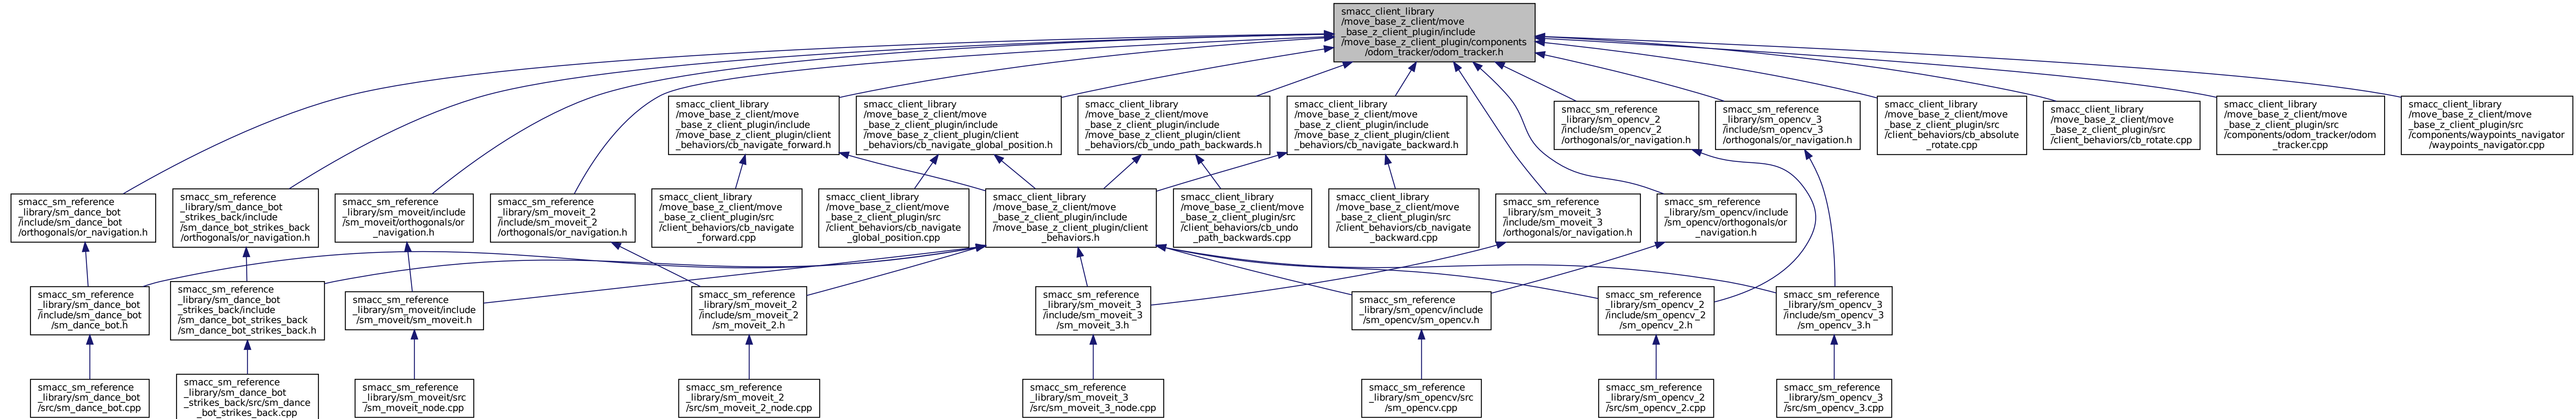 smacc_client_library
/move_base_z_client/move
_base_z_client_plugin/include
/move_base_z_client_plugin/components
/odom_tracker/odom_tracker.h
smacc_client_library
/move_base_z_client/move
_base_z_client_plugin/include
/move_base_z_client_plugin/client
_behaviors/cb_navigate_forward.h
smacc_client_library
/move_base_z_client/move
_base_z_client_plugin/include
/move_base_z_client_plugin/client
_behaviors/cb_navigate_global_position.h
smacc_client_library
/move_base_z_client/move
_base_z_client_plugin/include
/move_base_z_client_plugin/client
_behaviors/cb_undo_path_backwards.h
smacc_client_library
/move_base_z_client/move
_base_z_client_plugin/include
/move_base_z_client_plugin/client
_behaviors/cb_navigate_backward.h
smacc_sm_reference
_library/sm_opencv_2
/include/sm_opencv_2
/orthogonals/or_navigation.h
smacc_sm_reference
_library/sm_opencv_3
/include/sm_opencv_3
/orthogonals/or_navigation.h
smacc_client_library
/move_base_z_client/move
_base_z_client_plugin/src
/client_behaviors/cb_absolute
_rotate.cpp
smacc_client_library
/move_base_z_client/move
_base_z_client_plugin/src
/client_behaviors/cb_rotate.cpp
smacc_client_library
/move_base_z_client/move
_base_z_client_plugin/src
/components/odom_tracker/odom
_tracker.cpp
smacc_client_library
/move_base_z_client/move
_base_z_client_plugin/src
/components/waypoints_navigator
/waypoints_navigator.cpp
smacc_sm_reference
_library/sm_dance_bot
/include/sm_dance_bot
/orthogonals/or_navigation.h
smacc_sm_reference
_library/sm_dance_bot
_strikes_back/include
/sm_dance_bot_strikes_back
/orthogonals/or_navigation.h
smacc_sm_reference
_library/sm_moveit/include
/sm_moveit/orthogonals/or
_navigation.h
smacc_sm_reference
_library/sm_moveit_2
/include/sm_moveit_2
/orthogonals/or_navigation.h
smacc_client_library
/move_base_z_client/move
_base_z_client_plugin/src
/client_behaviors/cb_navigate
_forward.cpp
smacc_client_library
/move_base_z_client/move
_base_z_client_plugin/src
/client_behaviors/cb_navigate
_global_position.cpp
smacc_client_library
/move_base_z_client/move
_base_z_client_plugin/include
/move_base_z_client_plugin/client
_behaviors.h
smacc_client_library
/move_base_z_client/move
_base_z_client_plugin/src
/client_behaviors/cb_undo
_path_backwards.cpp
smacc_client_library
/move_base_z_client/move
_base_z_client_plugin/src
/client_behaviors/cb_navigate
_backward.cpp
smacc_sm_reference
_library/sm_moveit_3
/include/sm_moveit_3
/orthogonals/or_navigation.h
smacc_sm_reference
_library/sm_opencv/include
/sm_opencv/orthogonals/or
_navigation.h
smacc_sm_reference
_library/sm_dance_bot
/include/sm_dance_bot
/sm_dance_bot.h
smacc_sm_reference
_library/sm_dance_bot
_strikes_back/include
/sm_dance_bot_strikes_back
/sm_dance_bot_strikes_back.h
smacc_sm_reference
_library/sm_moveit/include
/sm_moveit/sm_moveit.h
smacc_sm_reference
_library/sm_moveit_2
/include/sm_moveit_2
/sm_moveit_2.h
smacc_sm_reference
_library/sm_moveit_3
/include/sm_moveit_3
/sm_moveit_3.h
smacc_sm_reference
_library/sm_opencv/include
/sm_opencv/sm_opencv.h
smacc_sm_reference
_library/sm_opencv_2
/include/sm_opencv_2
/sm_opencv_2.h
smacc_sm_reference
_library/sm_opencv_3
/include/sm_opencv_3
/sm_opencv_3.h
smacc_sm_reference
_library/sm_dance_bot
/src/sm_dance_bot.cpp
smacc_sm_reference
_library/sm_dance_bot
_strikes_back/src/sm_dance
_bot_strikes_back.cpp
smacc_sm_reference
_library/sm_moveit/src
/sm_moveit_node.cpp
smacc_sm_reference
_library/sm_moveit_2
/src/sm_moveit_2_node.cpp
smacc_sm_reference
_library/sm_moveit_3
/src/sm_moveit_3_node.cpp
smacc_sm_reference
_library/sm_opencv/src
/sm_opencv.cpp
smacc_sm_reference
_library/sm_opencv_2
/src/sm_opencv_2.cpp
smacc_sm_reference
_library/sm_opencv_3
/src/sm_opencv_3.cpp